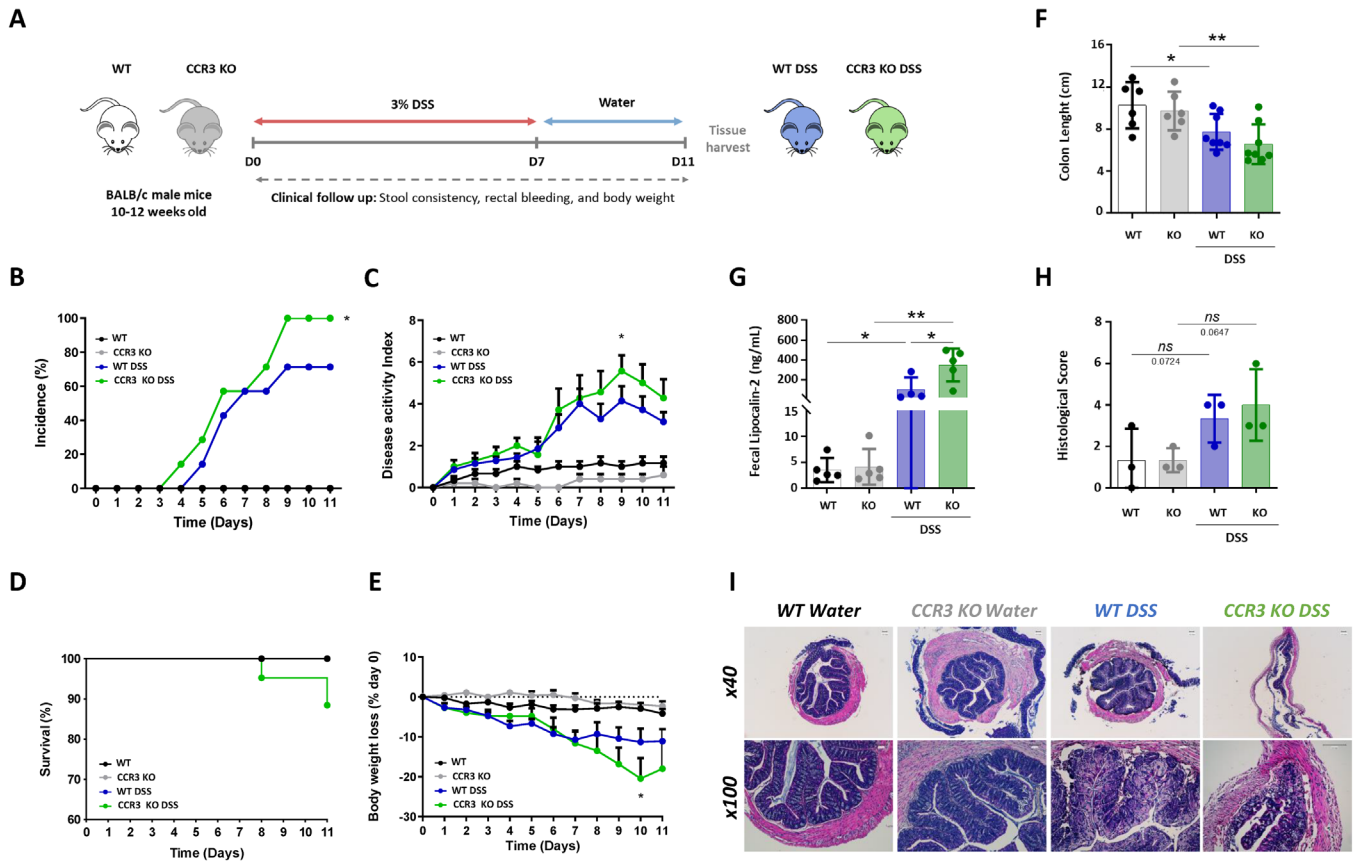 A
WT
CCR3 KO
3% DSS
Water
WT DSS
CCR3 KO DSS
D0
D7
D11
Tissue
harvest
BALB/c male mice
10-12 weeks old
Clinical follow up: Stool consistency, rectal bleeding, and body weight
F
Colon Lenght (cm)
16
12
8
4
0
*
**
WT
KO
WT
KO
DSS
B
Incidence (%)
100
80
60
40
20
0
WT
CCR3 KO
WT DSS
CCR3 KO DSS
*
0 1 2 3 4 5 6 7 8 9 10 11
Time (Days)
C
Disease acitivity Index
8
6
4
2
0
WT
CCR3 KO
WT DSS
CCR3 KO DSS
*
0 1 2 3 4 5 6 7 8 9 10 11
Time (Days)
G
Fecal Lipocalin-2 (ng/mL)
800
600
400
200
15
10
5
0
**
*
*
WT
KO
WT
KO
DSS
H
Histological Score
8
6
4
2
0
ns
0.0647
ns
0.0724
WT
KO
WT
KO
DSS
D
Survival (%)
100
90
80
70
60
WT
CCR3 KO
WT DSS
CCR3 KO DSS
0 1 2 3 4 5 6 7 8 9 10 11
Time (Days)
E
Body weight loss (% day 0)
10
0
-10
-20
-30
WT
CCR3 KO
WT DSS
CCR3 KO DSS
*
0 1 2 3 4 5 6 7 8 9 10 11
Time (Days)
I
WT Water
CCR3 KO Water
WT DSS
CCR3 KO DSS
x40
x100